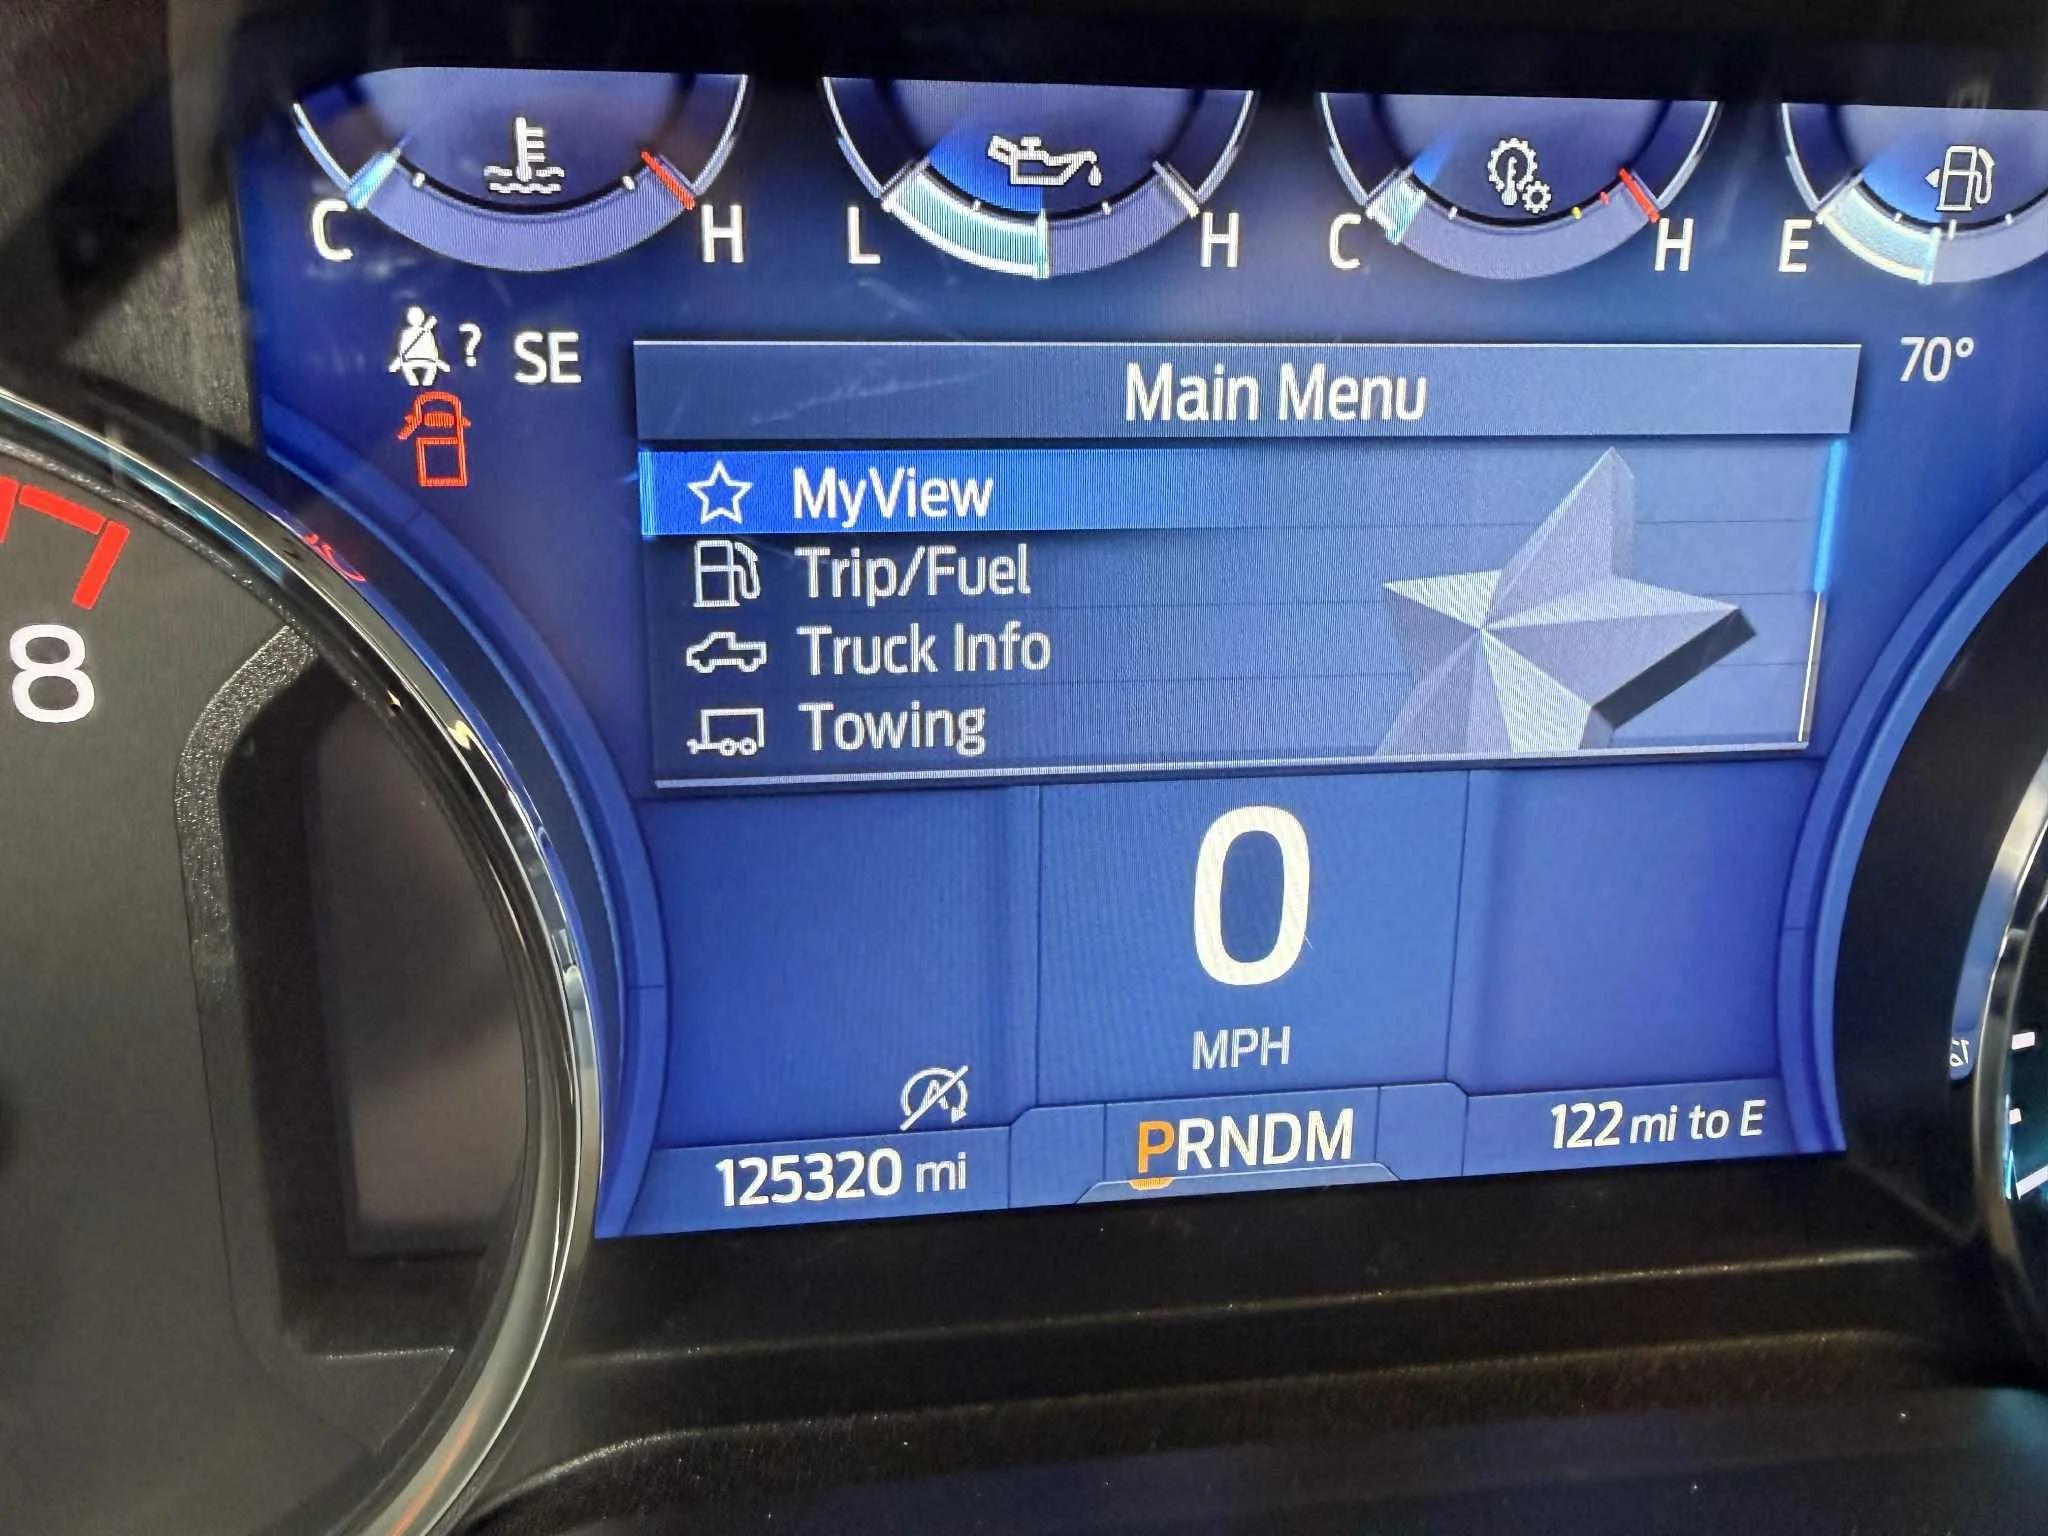 C H L H C H E
? SE
70°
Main Menu
MyView
Trip/Fuel
Truck Info
Towing
8
0
MPH
125320 mi
PRNDM
122 mi to E